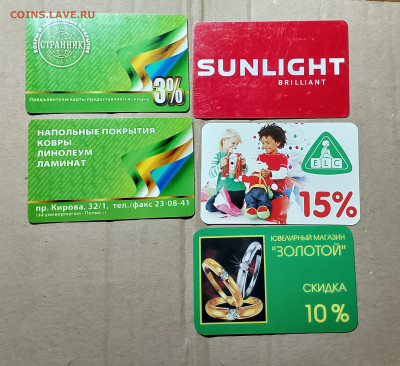 COINS.LAVE.RU
СТРАННИК
3%
Предъявителю карты предоставляется скидка
НАПОЛЬНЫЕ ПОКРЫТИЯ
КОВРЫ
ЛИНОЛЕУМ
ЛАМИНАТ
пр. Кирова, 32/1, тел./факс 23-08-41
SUNLIGHT
BRILLIANT
ELC
15%
ЮВЕЛИРНЫЙ МАГАЗИН
"ЗОЛОТОЙ"
СКИДКА
10%